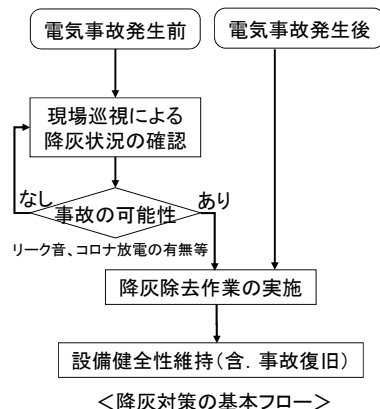 電気事故発生前
電気事故発生後
現場巡視による
降灰状況の確認
なし
事故の可能性
あり
リーク音、コロナ放電の有無等
降灰除去作業の実施
設備健全性維持(含. 事故復旧)
＜降灰対策の基本フロー＞